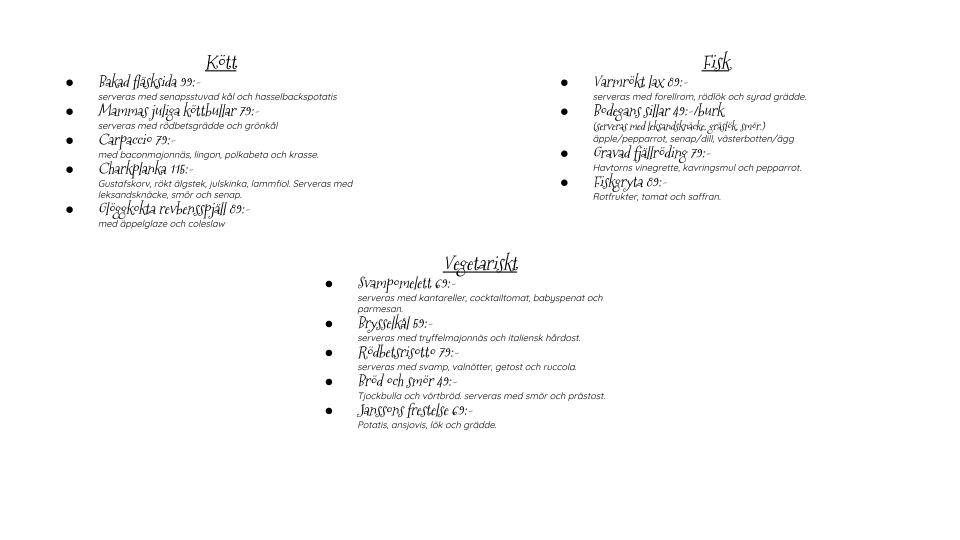 Kött
● Bakad fläsksida 99:-
serveras med senapsstuvad kål och hasselbackspotatis
● Mammas juliga köttbullar 79:-
serveras med rödbetsgrädde och grönkål
● Carpaccio 79:-
med baconmajonnäs, lingon, polkabeta och krasse.
● Charkplanka 115:-
Gustafskorv, rökt älgstek, julskinka, lammfiol. Serveras med
leksandsknäcke, smör och senap.
● Glöggkokta revbensspjäll 89:-
med äppelglaze och coleslaw
Fisk
● Varmrökt lax 89:-
serveras med forellrom, rödlök och syrad grädde.
● Bodegans sillar 49:-/burk
(serveras med leksandsknäcke, gräslök, smör.)
äpple/pepparrot, senap/dill, västerbotten/ägg
● Gravad fjällröding 79:-
Havtorns vinegrette, kavringsmul och pepparrot.
● Fiskgryta 89:-
Rotfrukter, tomat och saffran.
Vegetariskt
● Svampomelett 69:-
serveras med kantareller, cocktailtomat, babyspenat och
parmesan.
● Brysselkål 59:-
serveras med tryffelmajonnäs och italiensk hårdost.
● Rödbetsrisotto 79:-
serveras med svamp, valnötter, getost och ruccola.
● Bröd och smör 49:-
Tjockbulla och vörtbröd. serveras med smör och prästost.
● Janssons frestelse 69:-
Potatis, ansjovis, lök och grädde.